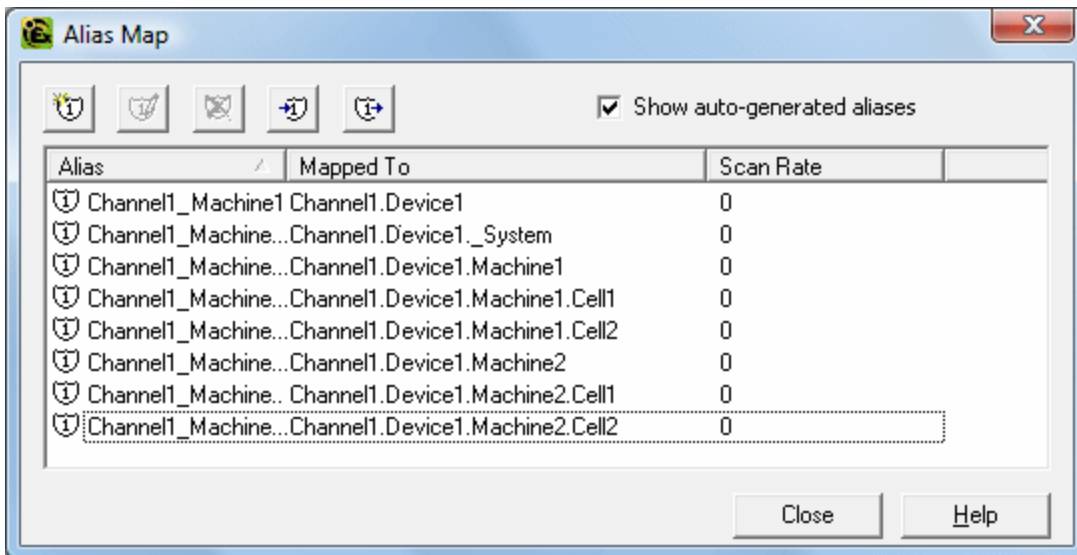 Alias Map
Show auto-generated aliases
Alias Mapped To Scan Rate
Channel1_Machine1 Channel1.Device1 0
Channel1_Machine... Channel1.Device1._System 0
Channel1_Machine... Channel1.Device1.Machine1 0
Channel1_Machine... Channel1.Device1.Machine1.Cell1 0
Channel1_Machine... Channel1.Device1.Machine1.Cell2 0
Channel1_Machine... Channel1.Device1.Machine2 0
Channel1_Machine.. Channel1.Device1.Machine2.Cell1 0
Channel1_Machine... Channel1.Device1.Machine2.Cell2 0
Close Help